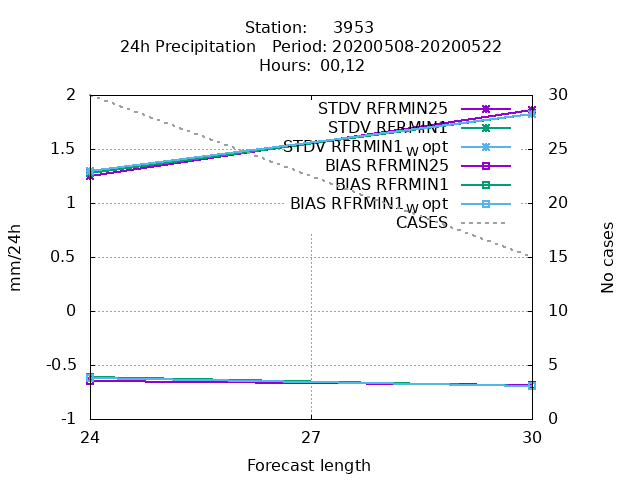 Station: 3953
24h Precipitation Period: 20200508-20200522
Hours: 00,12
2 30
STDV RFRMIN25
STDV RFRMIN1
1.5 STDV RFRMIN1_W opt 25
BIAS RFRMIN25
BIAS RFRMIN1
1 BIAS RFRMIN1_W opt 20
CASES
0.5 15
mm/24h
No cases
0 10
-0.5 5
-1 0
24 27 30
Forecast length